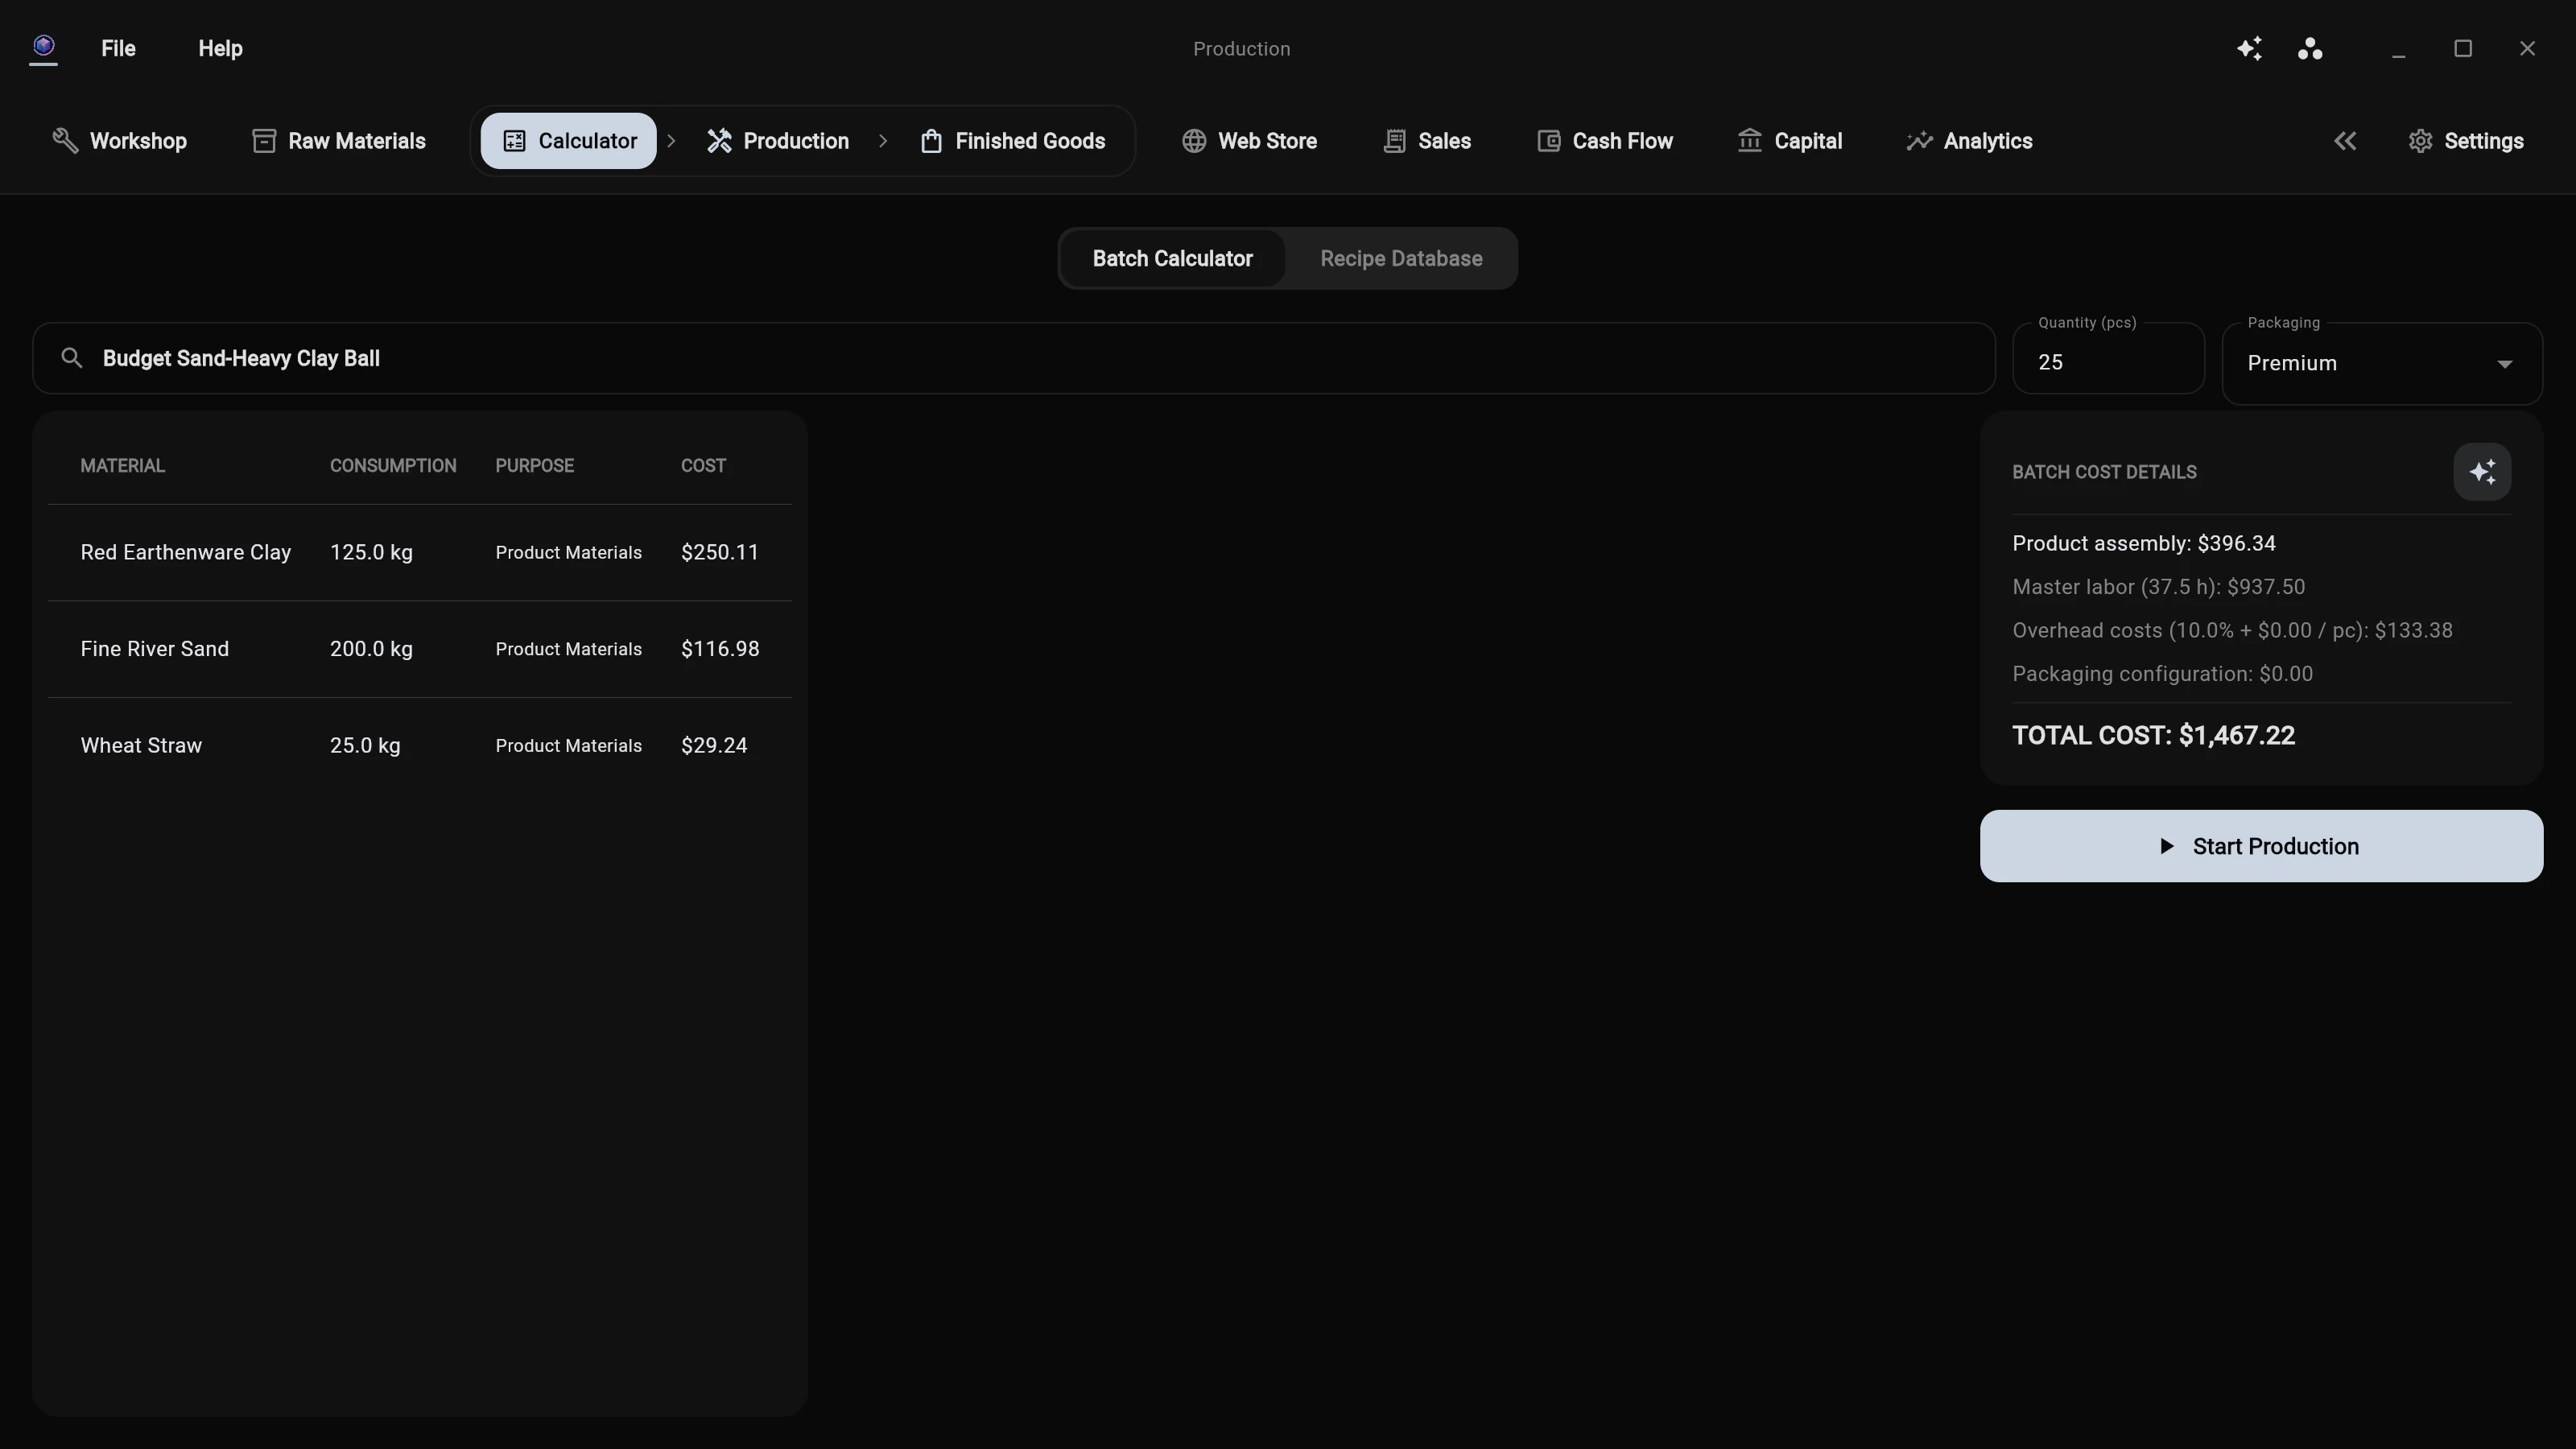 File Help Production
Workshop Raw Materials Calculator Production Finished Goods Web Store Sales Cash Flow Capital Analytics Settings
Batch Calculator Recipe Database
Budget Sand-Heavy Clay Ball
Quantity (pcs)
25
Packaging
Premium
MATERIAL CONSUMPTION PURPOSE COST
Red Earthenware Clay 125.0 kg Product Materials $250.11
Fine River Sand 200.0 kg Product Materials $116.98
Wheat Straw 25.0 kg Product Materials $29.24
BATCH COST DETAILS
Product assembly: $396.34
Master labor (37.5 h): $937.50
Overhead costs (10.0% + $0.00 / pc): $133.38
Packaging configuration: $0.00
TOTAL COST: $1,467.22
Start Production